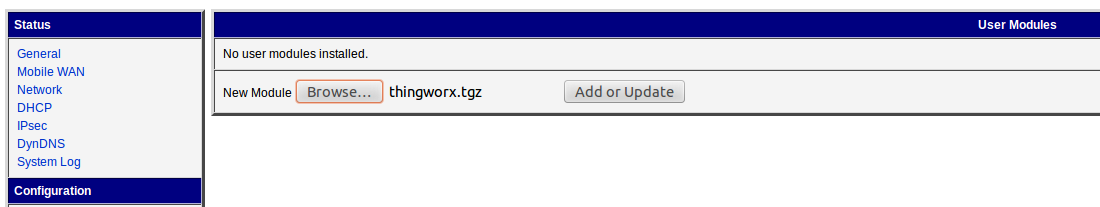 Status
General
Mobile WAN
Network
DHCP
IPsec
DynDNS
System Log
Configuration
User Modules
No user modules installed.
New Module Browse... thingworx.tgz Add or Update